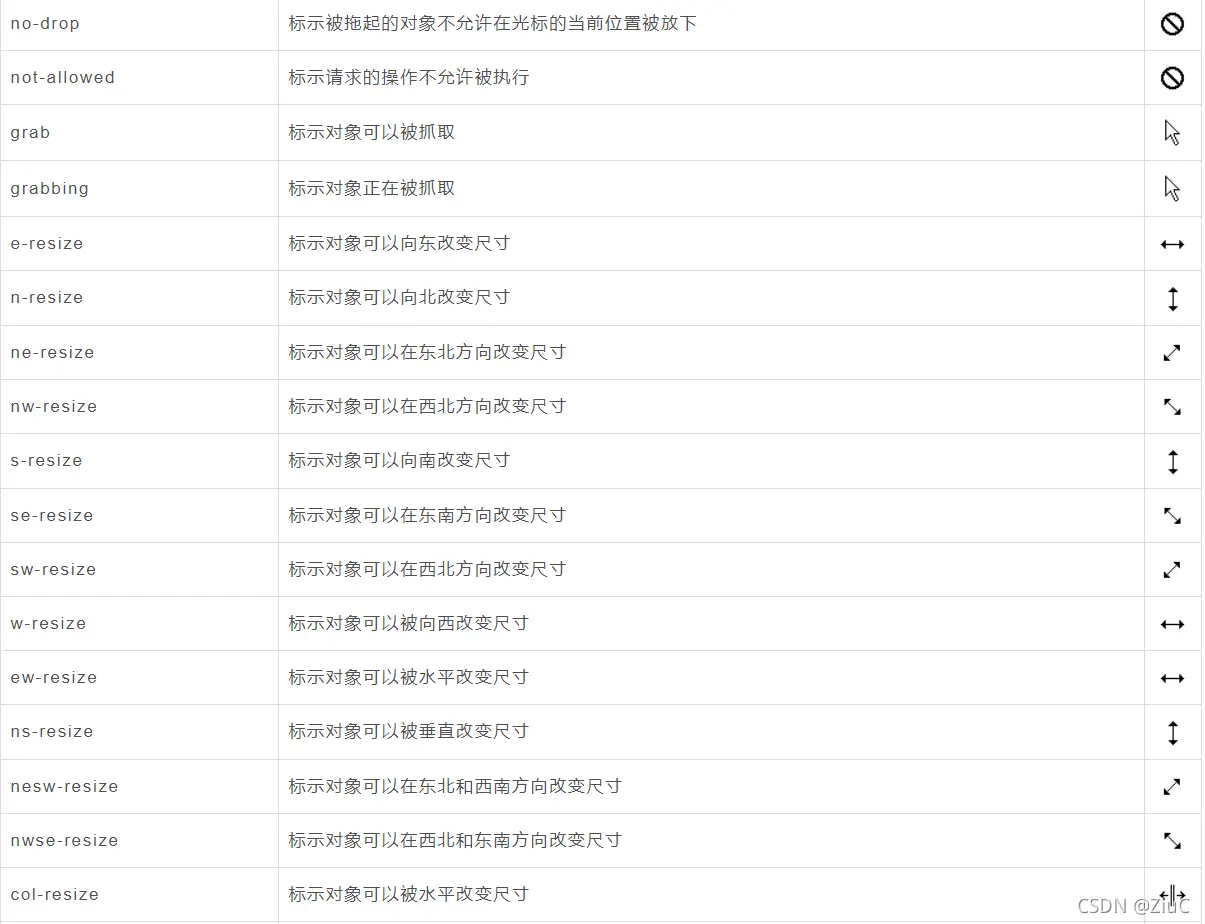 no-drop 标示被拖起的对象不允许在光标的当前位置被放下
not-allowed 标示请求的操作不允许被执行
grab 标示对象可以被抓取
grabbing 标示对象正在被抓取
e-resize 标示对象可以向东改变尺寸
n-resize 标示对象可以向北改变尺寸
ne-resize 标示对象可以在东北方向改变尺寸
nw-resize 标示对象可以在西北方向改变尺寸
s-resize 标示对象可以向南改变尺寸
se-resize 标示对象可以在东南方向改变尺寸
sw-resize 标示对象可以在西北方向改变尺寸
w-resize 标示对象可以被向西改变尺寸
ew-resize 标示对象可以被水平改变尺寸
ns-resize 标示对象可以被垂直改变尺寸
nesw-resize 标示对象可以在东北和西南方向改变尺寸
nwse-resize 标示对象可以在西北和东南方向改变尺寸
col-resize 标示对象可以被水平改变尺寸
CSDN @ZiuC